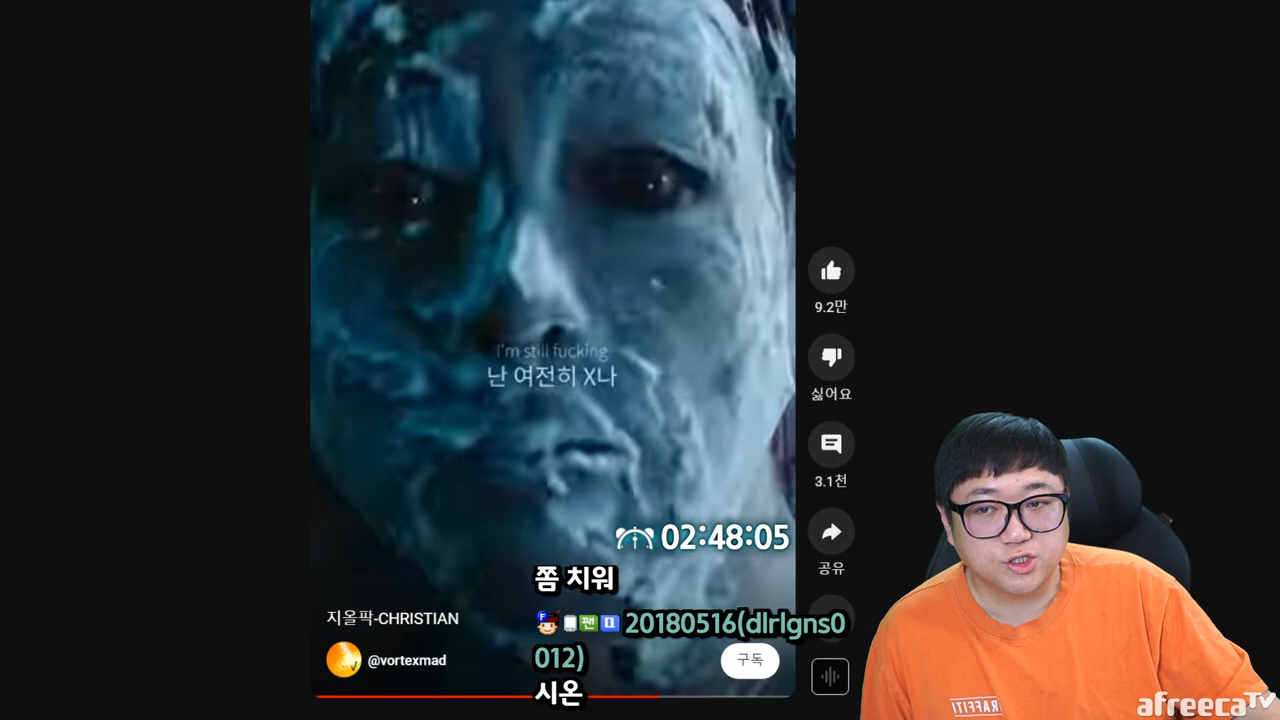 I'm still fucking
난 여전히 X나
9.2만
싫어요
3.1천
공유
02:48:05
쫌 치워
지올팍-CHRISTIAN
F 팬 20180516(dlrlgns0
012)
@vortexmad
구독
시온
RAFFITI
afreecaTV